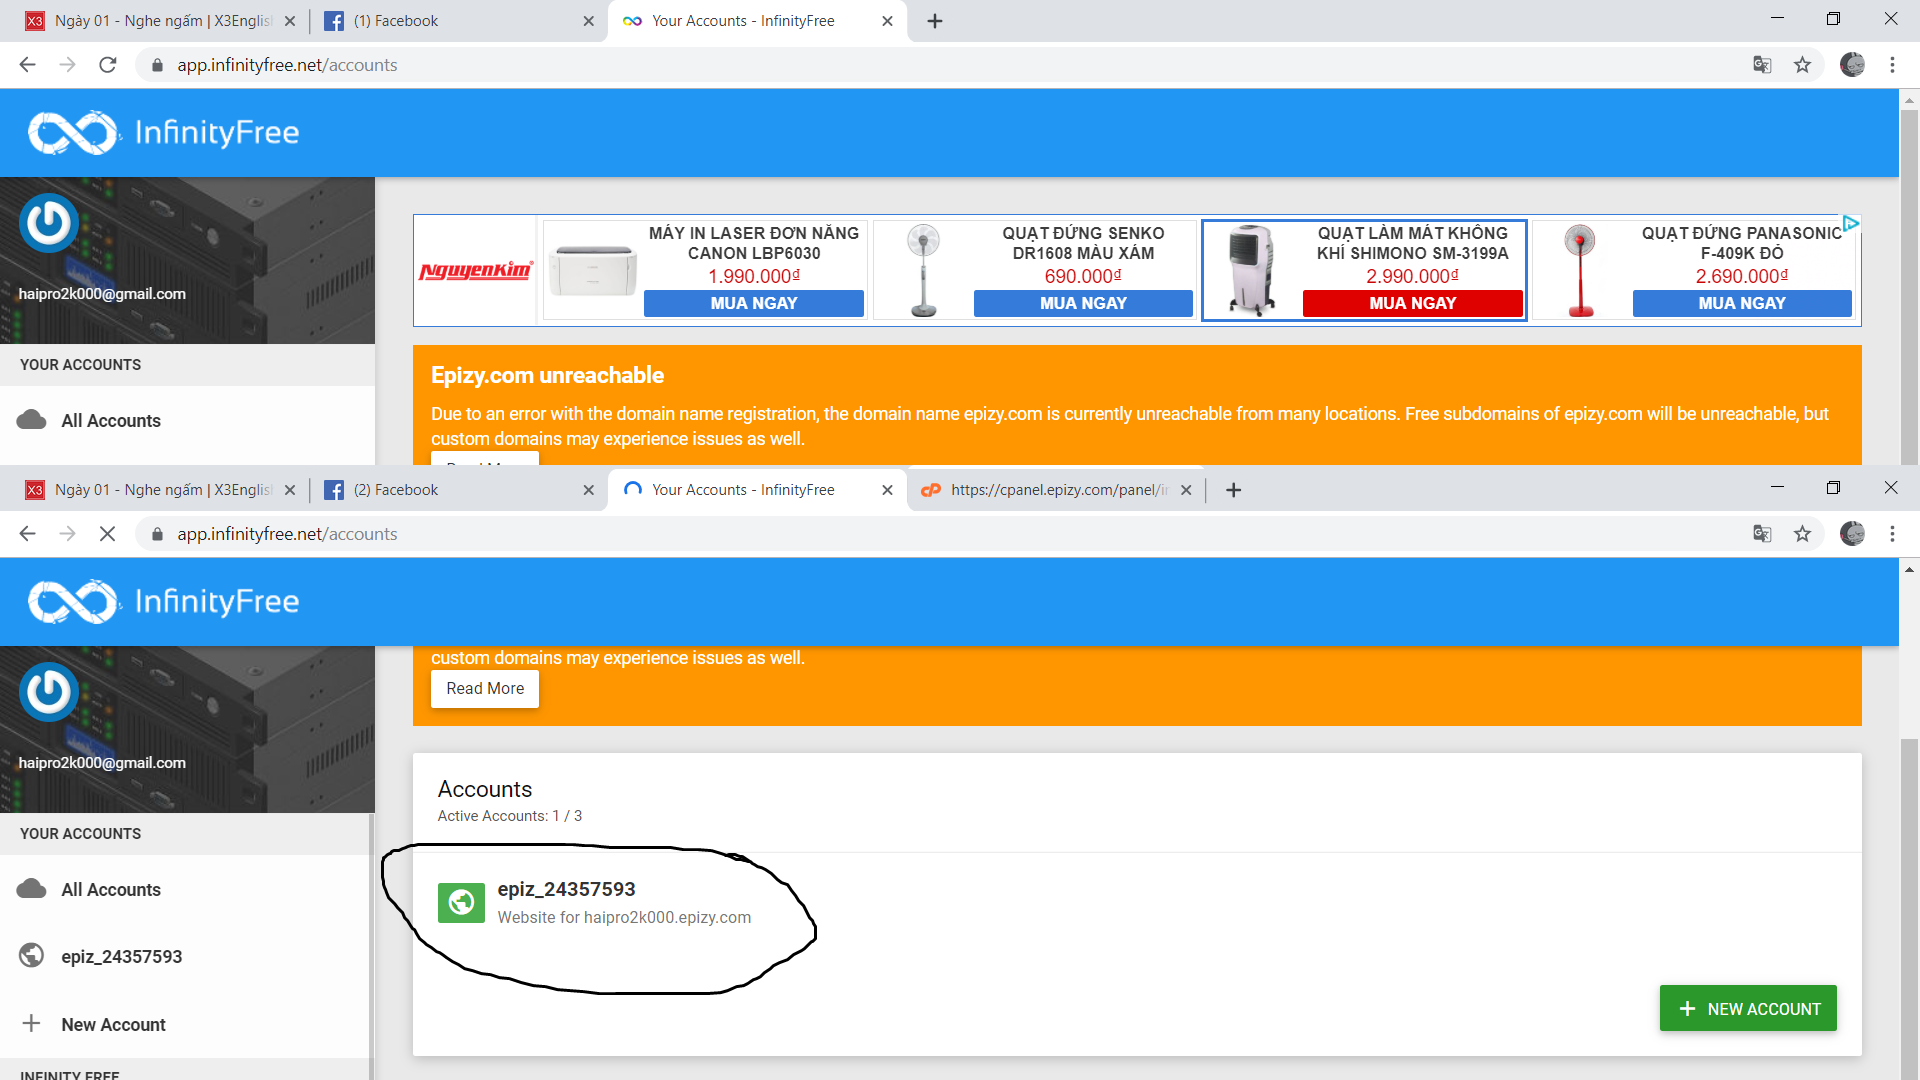 Ngày 01 - Nghe ngấm | X3Englis
(1) Facebook
Your Accounts - InfinityFree
app.infinityfree.net/accounts
InfinityFree
haipro2k000@gmail.com
YOUR ACCOUNTS
All Accounts
NGUYENKIM
MÁY IN LASER ĐƠN NĂNG
CANON LBP6030
1.990.000₫
MUA NGAY
QUẠT ĐỨNG SENKO
DR1608 MÀU XÁM
690.000₫
MUA NGAY
QUẠT LÀM MÁT KHÔNG
KHÍ SHIMONO SM-3199A
2.990.000₫
MUA NGAY
QUẠT ĐỨNG PANASONIC
F-409K ĐỎ
2.690.000₫
MUA NGAY
Epizy.com unreachable
Due to an error with the domain name registration, the domain name epizy.com is currently unreachable from many locations. Free subdomains of epizy.com will be unreachable, but
custom domains may experience issues as well.
Ngày 01 - Nghe ngấm | X3Englis
(2) Facebook
Your Accounts - InfinityFree
https://cpanel.epizy.com/panel/i
app.infinityfree.net/accounts
InfinityFree
haipro2k000@gmail.com
YOUR ACCOUNTS
All Accounts
epiz_24357593
New Account
INFINITY FREE
custom domains may experience issues as well.
Read More
Accounts
Active Accounts: 1 / 3
epiz_24357593
Website for haipro2k000.epizy.com
NEW ACCOUNT